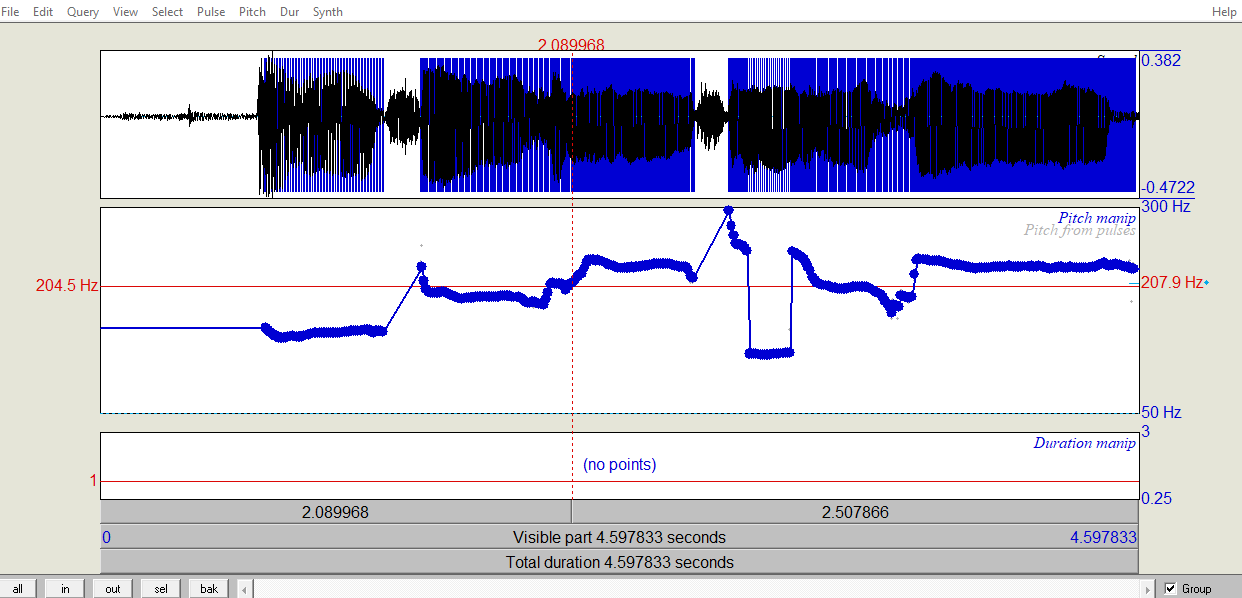 File Edit Query View Select Pulse Pitch Dur Synth Help
2.089968
0.382
-0.4722
300 Hz
Pitch manip
Pitch from pulses
204.5 Hz
207.9 Hz
50 Hz
3
Duration manip
(no points)
1
0.25
2.089968 2.507866
0 Visible part 4.597833 seconds 4.597833
Total duration 4.597833 seconds
all in out sel bak Group